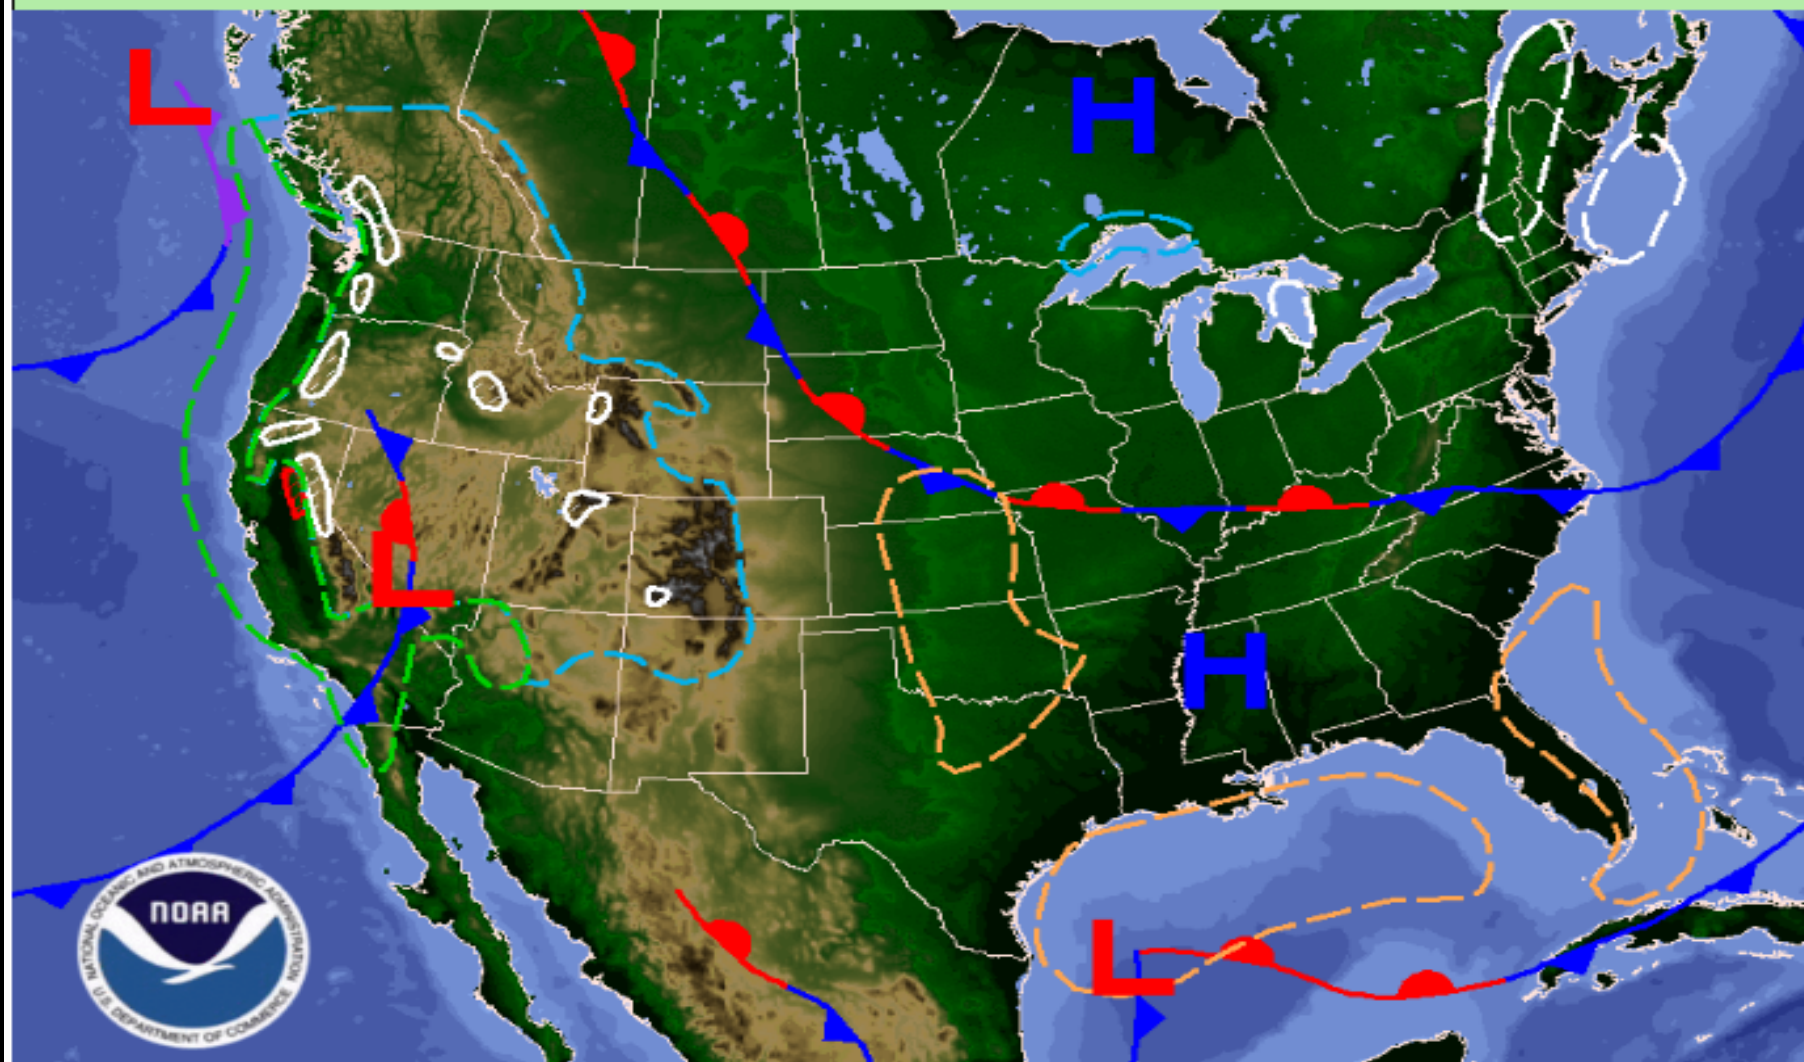 L
H
L
H
L
NATIONAL OCEANIC AND ATMOSPHERIC ADMINISTRATION
NOAA
U.S. DEPARTMENT OF COMMERCE